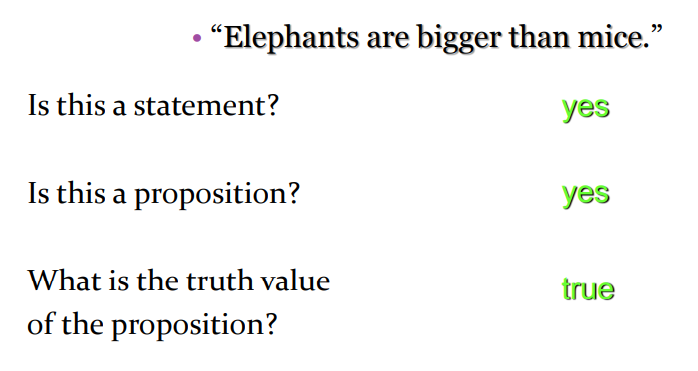 • “Elephants are bigger than mice.”
Is this a statement? yes
Is this a proposition? yes
What is the truth value true
of the proposition?